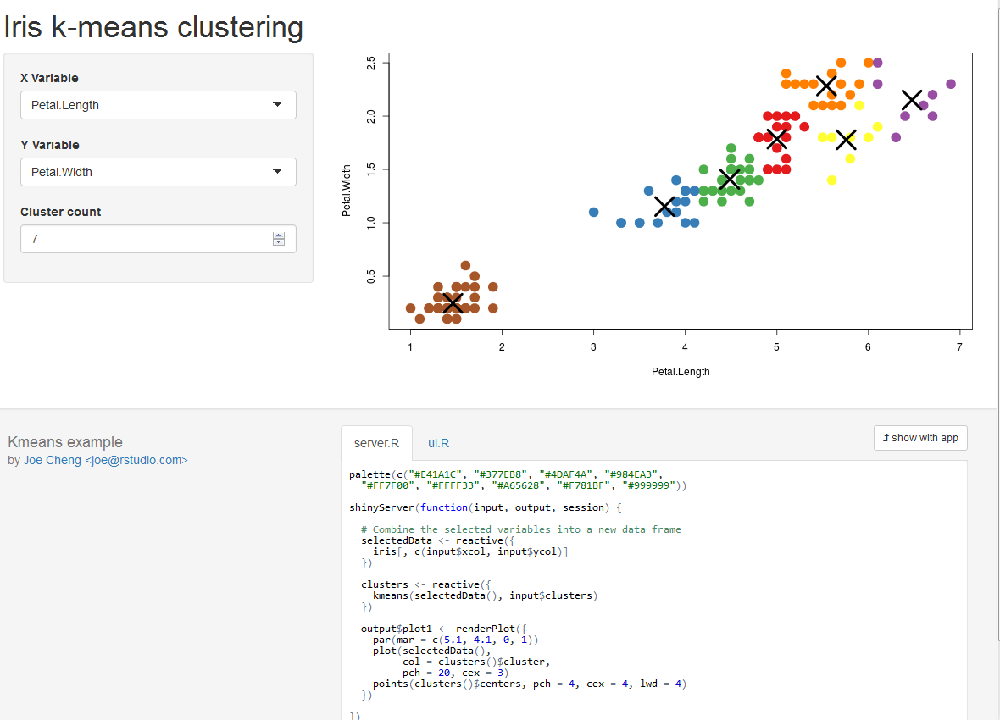 Iris k-means clustering
X Variable
Petal.Length
Y Variable
Petal.Width
Cluster count
7
Petal.Width
2.5
2.0
1.5
1.0
0.5
1 2 3 4 5 6 7
Petal.Length
Kmeans example
by Joe Cheng <joe@rstudio.com>
server.R ui.R
show with app
palette(c("#E41A1C", "#377EB8", "#4DAF4A", "#984EA3",
  "#FF7F00", "#FFFF33", "#A65628", "#F781BF", "#999999"))
shinyServer(function(input, output, session) {
  # Combine the selected variables into a new data frame
  selectedData <- reactive({
    iris[, c(input$xcol, input$ycol)]
  })
  clusters <- reactive({
    kmeans(selectedData(), input$clusters)
  })
  output$plot1 <- renderPlot({
    par(mar = c(5.1, 4.1, 0, 1))
    plot(selectedData(),
         col = clusters()$cluster,
         pch = 20, cex = 3)
    points(clusters()$centers, pch = 4, cex = 4, lwd = 4)
  })
})